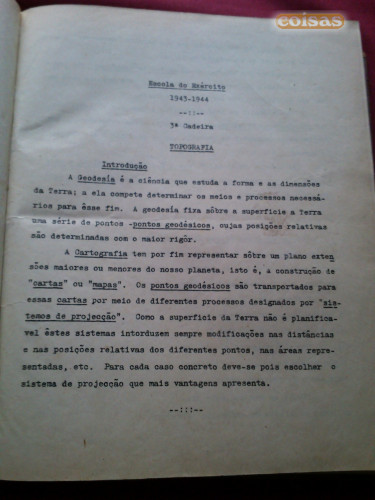 coisas
Escola do Exército
1943-1944
--::--
3ª Cadeira
TOPOGRAFIA
Introdução
A Geodesia é a ciência que estuda a forma e as dimensões
da Terra; a ela compete determinar os meios e processos necessá-
rios para êsse fim. A geodesia fixa sôbre a superfície a Terra
uma série de pontos -pontos geodésicos, cujas posições relativas
são determinadas com o maior rigôr.
A Cartografia tem por fim representar sôbre um plano exten
sões maiores ou menores do nosso planeta, isto é, a construção de
"cartas" ou "mapas". Os pontos geodésicos são transportados para
essas cartas por meio de diferentes processos designados por "sis-
temas de projecção". Como a superfície da Terra não é planificá-
vel êstes sistemas intorduzem sempre modificações nas distâncias
e nas posições relativas dos diferentes pontos, nas áreas repre-
sentadas, etc. Para cada caso concreto deve-se pois escolher o
sistema de projecção que mais vantagens apresenta.
--:::--